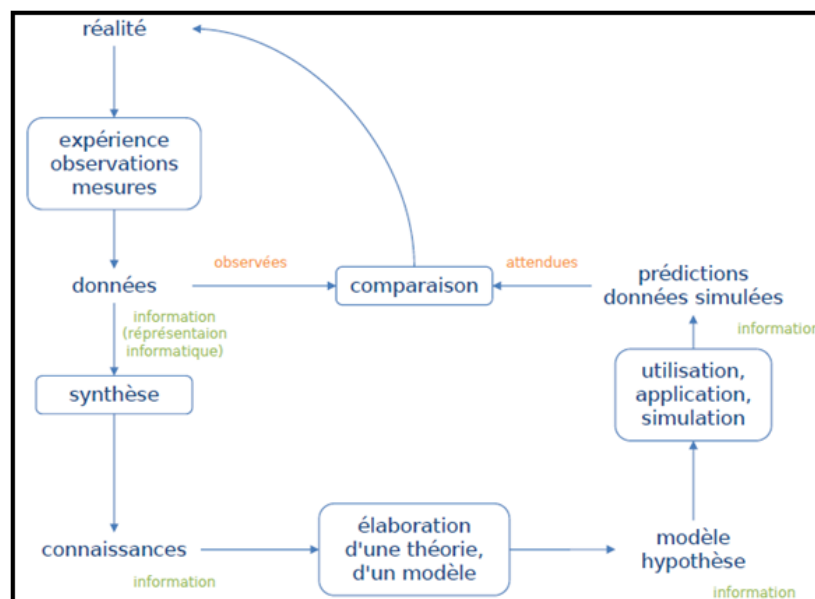 réalité
expérience
observations
mesures
données
observées
comparaison
attendues
prédictions
données simulées
information
(réprésentaion
informatique)
information
synthèse
utilisation,
application,
simulation
connaissances
information
élaboration
d'une théorie,
d'un modèle
modèle
hypothèse
information